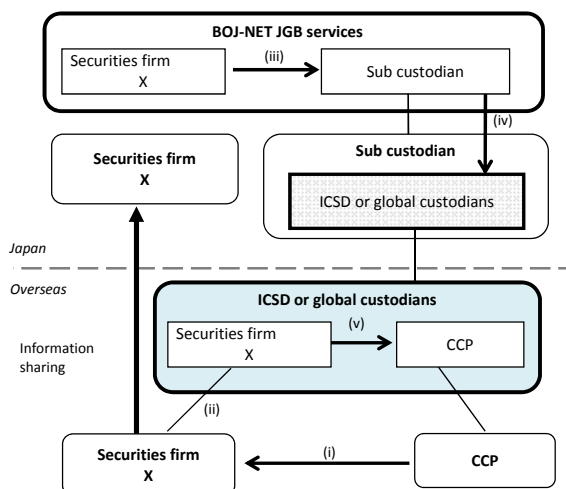 BOJ-NET JGB services
Securities firm
X
(iii)
Sub custodian
(iv)
Securities firm
X
Sub custodian
ICSD or global custodians
Japan
Overseas
ICSD or global custodians
Securities firm
X
(v)
CCP
Information
sharing
(ii)
Securities firm
X
(i)
CCP